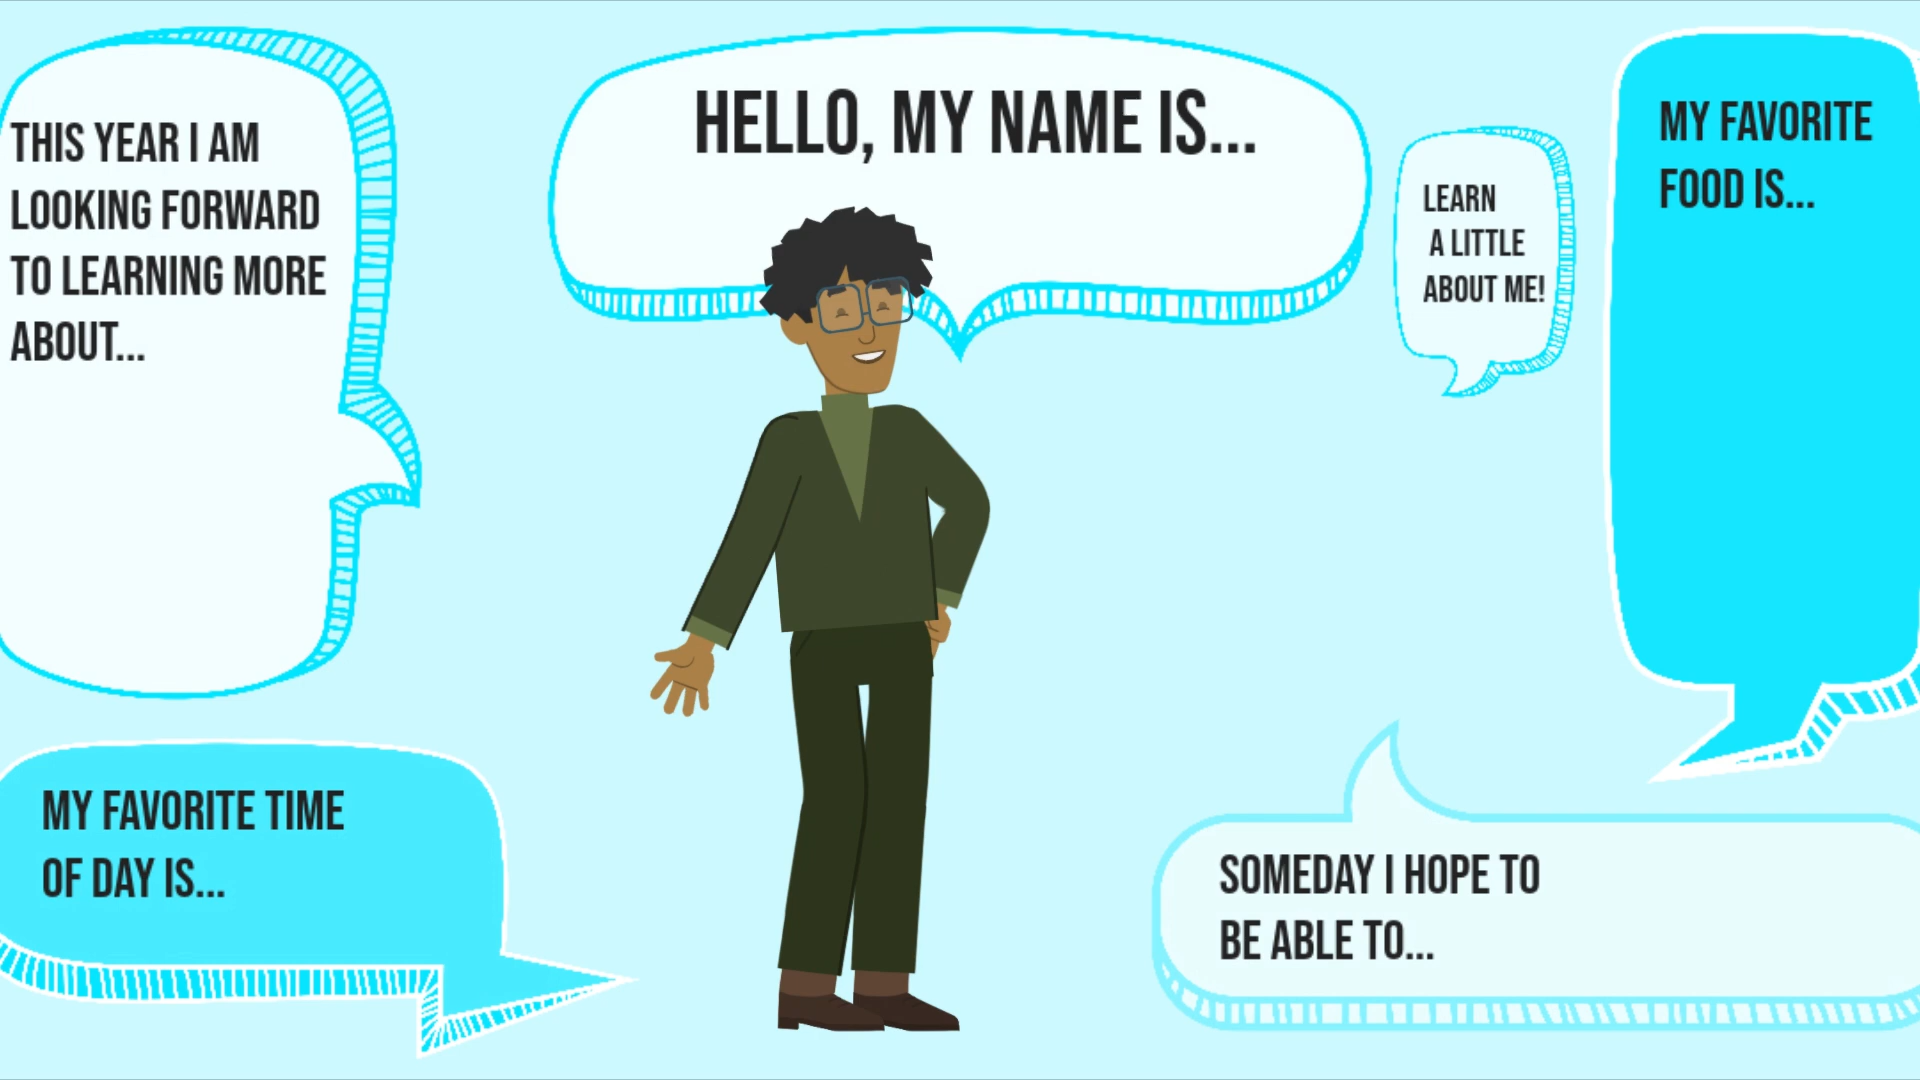 HELLO, MY NAME IS...
THIS YEAR I AM
LOOKING FORWARD
TO LEARNING MORE
ABOUT...
LEARN
A LITTLE
ABOUT ME!
MY FAVORITE
FOOD IS...
MY FAVORITE TIME
OF DAY IS...
SOMEDAY I HOPE TO
BE ABLE TO...